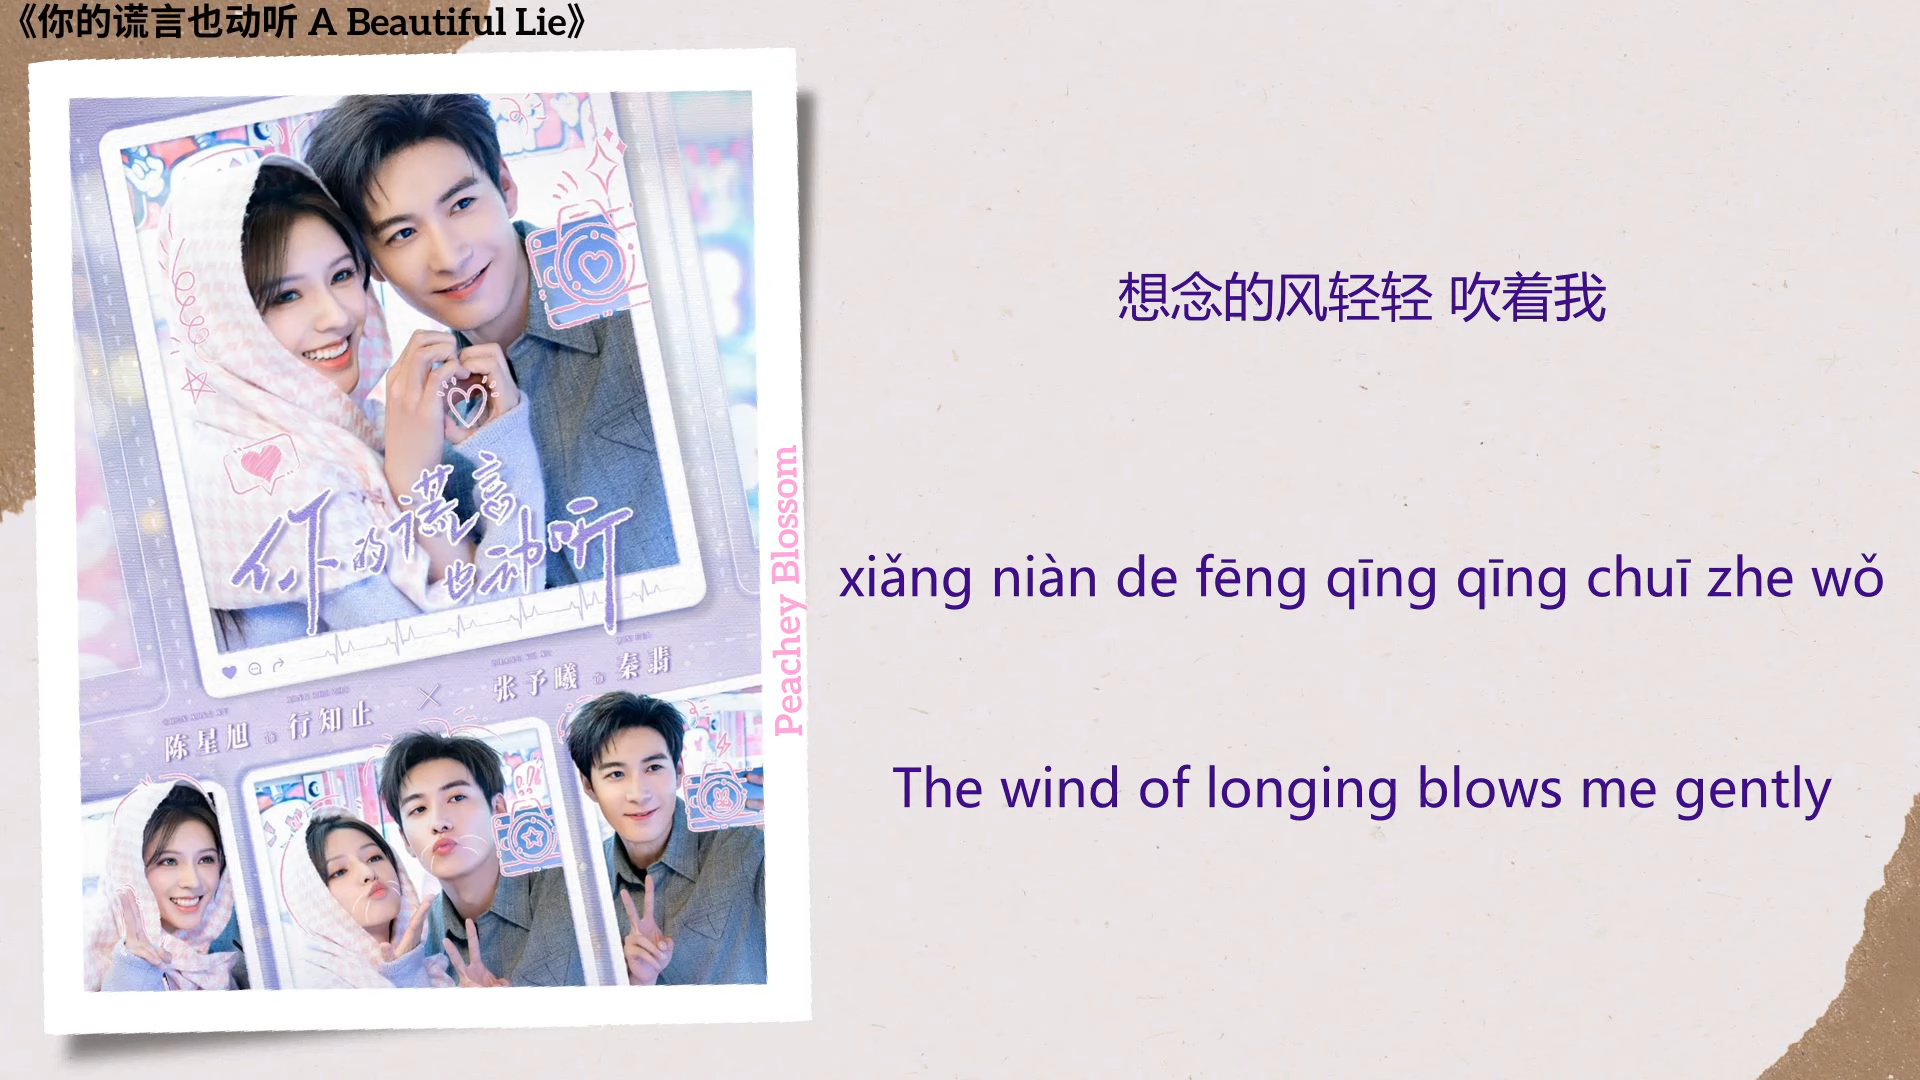 《你的谎言也动听 A Beautiful Lie》
你的谎言
也动听
陈星旭 饰 行知止
张予曦 饰 秦翡
Peachey Blossom
想念的风轻轻 吹着我
xiǎng niàn de fēng qīng qīng chuī zhe wǒ
The wind of longing blows me gently